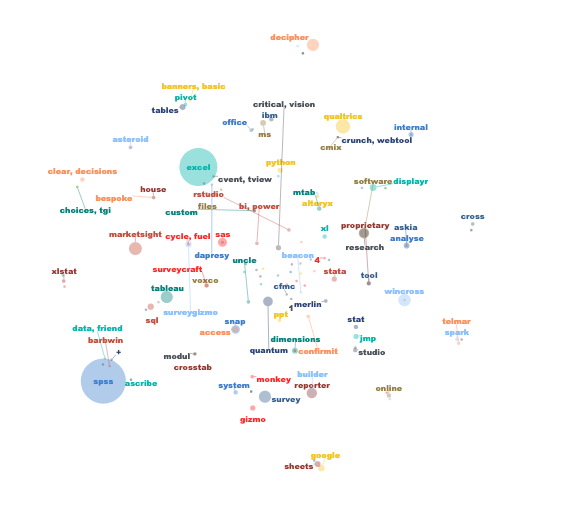 decipher
banners, basic
pivot
tables
critical, vision
ibm
office
ms
qualtrics
internal
crunch, webtool
cmix
asteroid
python
excel
cvent, tview
clear, decisions
software
displayr
house
bespoke
rstudio
mtab
alteryx
files
custom
bi, power
choices, tgi
cross
marketsight
cycle, fuel
sas
xl
proprietary
askia
analyse
research
dapresy
beacon
uncle
4
xlstat
surveycraft
voxco
stata
tool
tableau
cfmc
wincross
surveygizmo
merlin
1
ppt
sql
snap
stat
telmar
data, friend
access
spark
barbwin
dimensions
jmp
+
modul
quantum
confirmit
studio
crosstab
spss
ascribe
monkey
builder
system
reporter
online
survey
gizmo
google
sheets